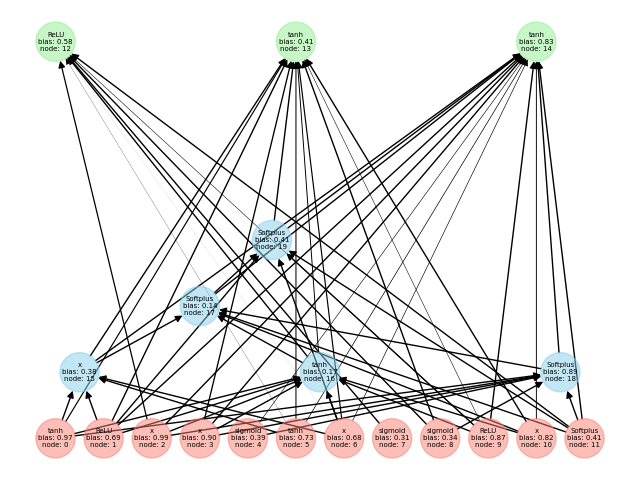 ReLU
bias: 0.58
node: 12
tanh
bias: 0.41
node: 13
tanh
bias: 0.83
node: 14
Softplus
bias: 0.41
node: 19
Softplus
bias: 0.14
node: 17
x
bias: 0.38
node: 15
tanh
bias: 0.17
node: 16
Softplus
bias: 0.89
node: 18
tanh
bias: 0.97
node: 0
ReLU
bias: 0.69
node: 1
x
bias: 0.99
node: 2
x
bias: 0.90
node: 3
sigmoid
bias: 0.39
node: 4
tanh
bias: 0.73
node: 5
x
bias: 0.68
node: 6
sigmoid
bias: 0.31
node: 7
sigmoid
bias: 0.34
node: 8
ReLU
bias: 0.87
node: 9
x
bias: 0.82
node: 10
Softplus
bias: 0.41
node: 11